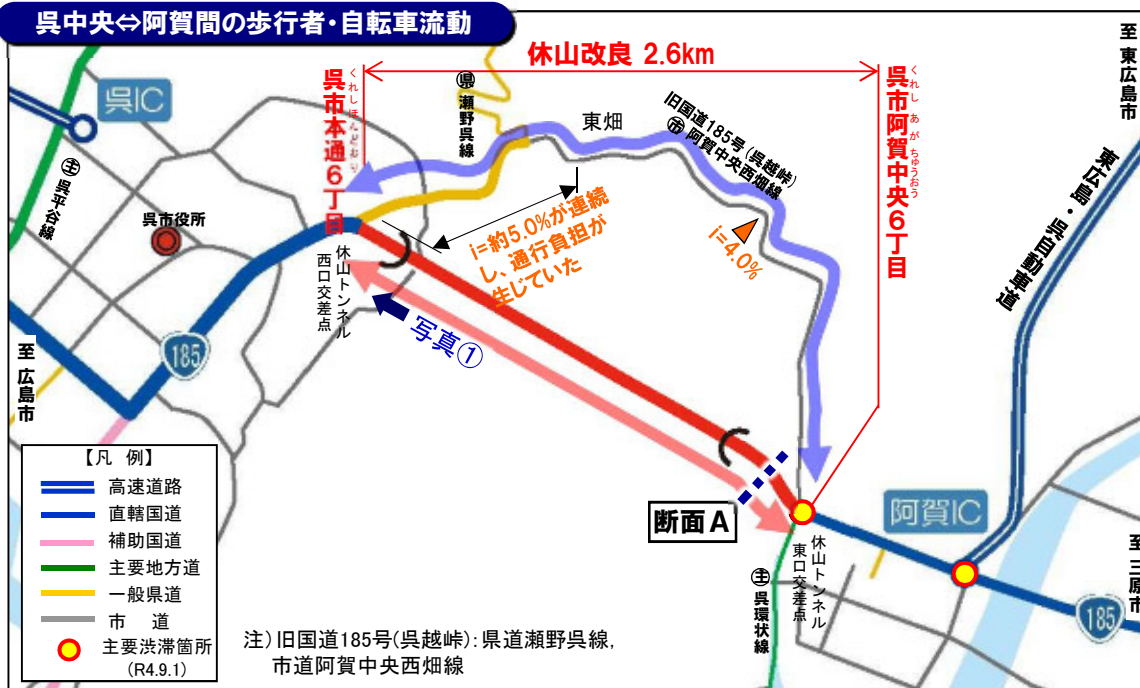 呉中央⇔阿賀間の歩行者・自転車流動
休山改良 2.6km
至 東広島市
呉IC
㊩ 瀬野呉線
くれしほんどおり
呉市本通6丁目
東畑
旧国道185号(呉越峠)
㊞ 阿賀中央西畑線
くれし あが ちゅうおう
呉市阿賀中央6丁目
東広島・呉自動車道
㊟ 呉平谷線
呉市役所
i=約5.0%が連続
し、通行負担が
生じていた
i=4.0%
休山トンネル
西口交差点
写真①
185
至 広島市
断面A
阿賀IC
休山トンネル
東口交差点
至 三原市
185
主 呉環状線
【凡 例】
高速道路
直轄国道
補助国道
主要地方道
一般県道
市 道
主要渋滞箇所
(R4.9.1)
注)旧国道185号(呉越峠):県道瀬野呉線,
市道阿賀中央西畑線